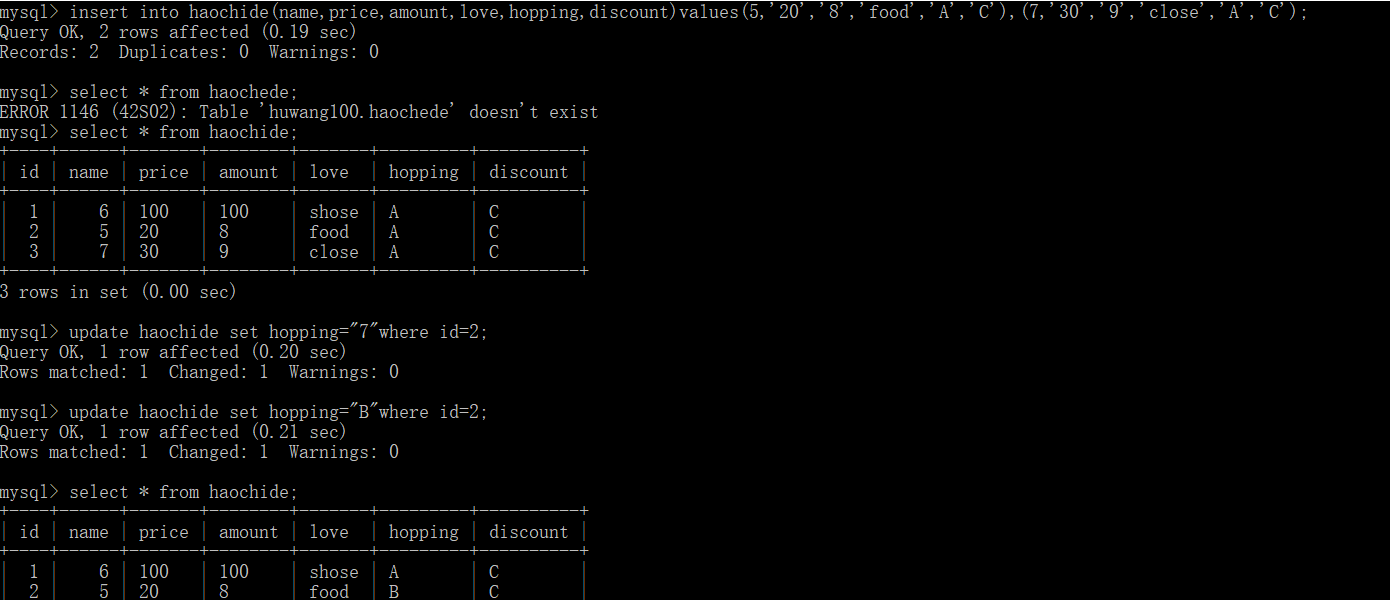 mysql> insert into haochide(name,price,amount,love,hopping,discount)values(5,'20','8','food','A','C'),(7,'30','9','close','A','C');
Query OK, 2 rows affected (0.19 sec)
Records: 2  Duplicates: 0  Warnings: 0
mysql> select * from haochede;
ERROR 1146 (42S02): Table 'huwang100.haochede' doesn't exist
mysql> select * from haochide;
+----+------+-------+--------+-------+---------+----------+
| id | name | price | amount | love  | hopping | discount |
+----+------+-------+--------+-------+---------+----------+
|  1 |    6 | 100   | 100    | shose | A       | C        |
|  2 |    5 | 20    | 8      | food  | A       | C        |
|  3 |    7 | 30    | 9      | close | A       | C        |
+----+------+-------+--------+-------+---------+----------+
3 rows in set (0.00 sec)
mysql> update haochide set hopping="7"where id=2;
Query OK, 1 row affected (0.20 sec)
Rows matched: 1  Changed: 1  Warnings: 0
mysql> update haochide set hopping="B"where id=2;
Query OK, 1 row affected (0.21 sec)
Rows matched: 1  Changed: 1  Warnings: 0
mysql> select * from haochide;
+----+------+-------+--------+-------+---------+----------+
| id | name | price | amount | love  | hopping | discount |
+----+------+-------+--------+-------+---------+----------+
|  1 |    6 | 100   | 100    | shose | A       | C        |
|  2 |    5 | 20    | 8      | food  | B       | C        |